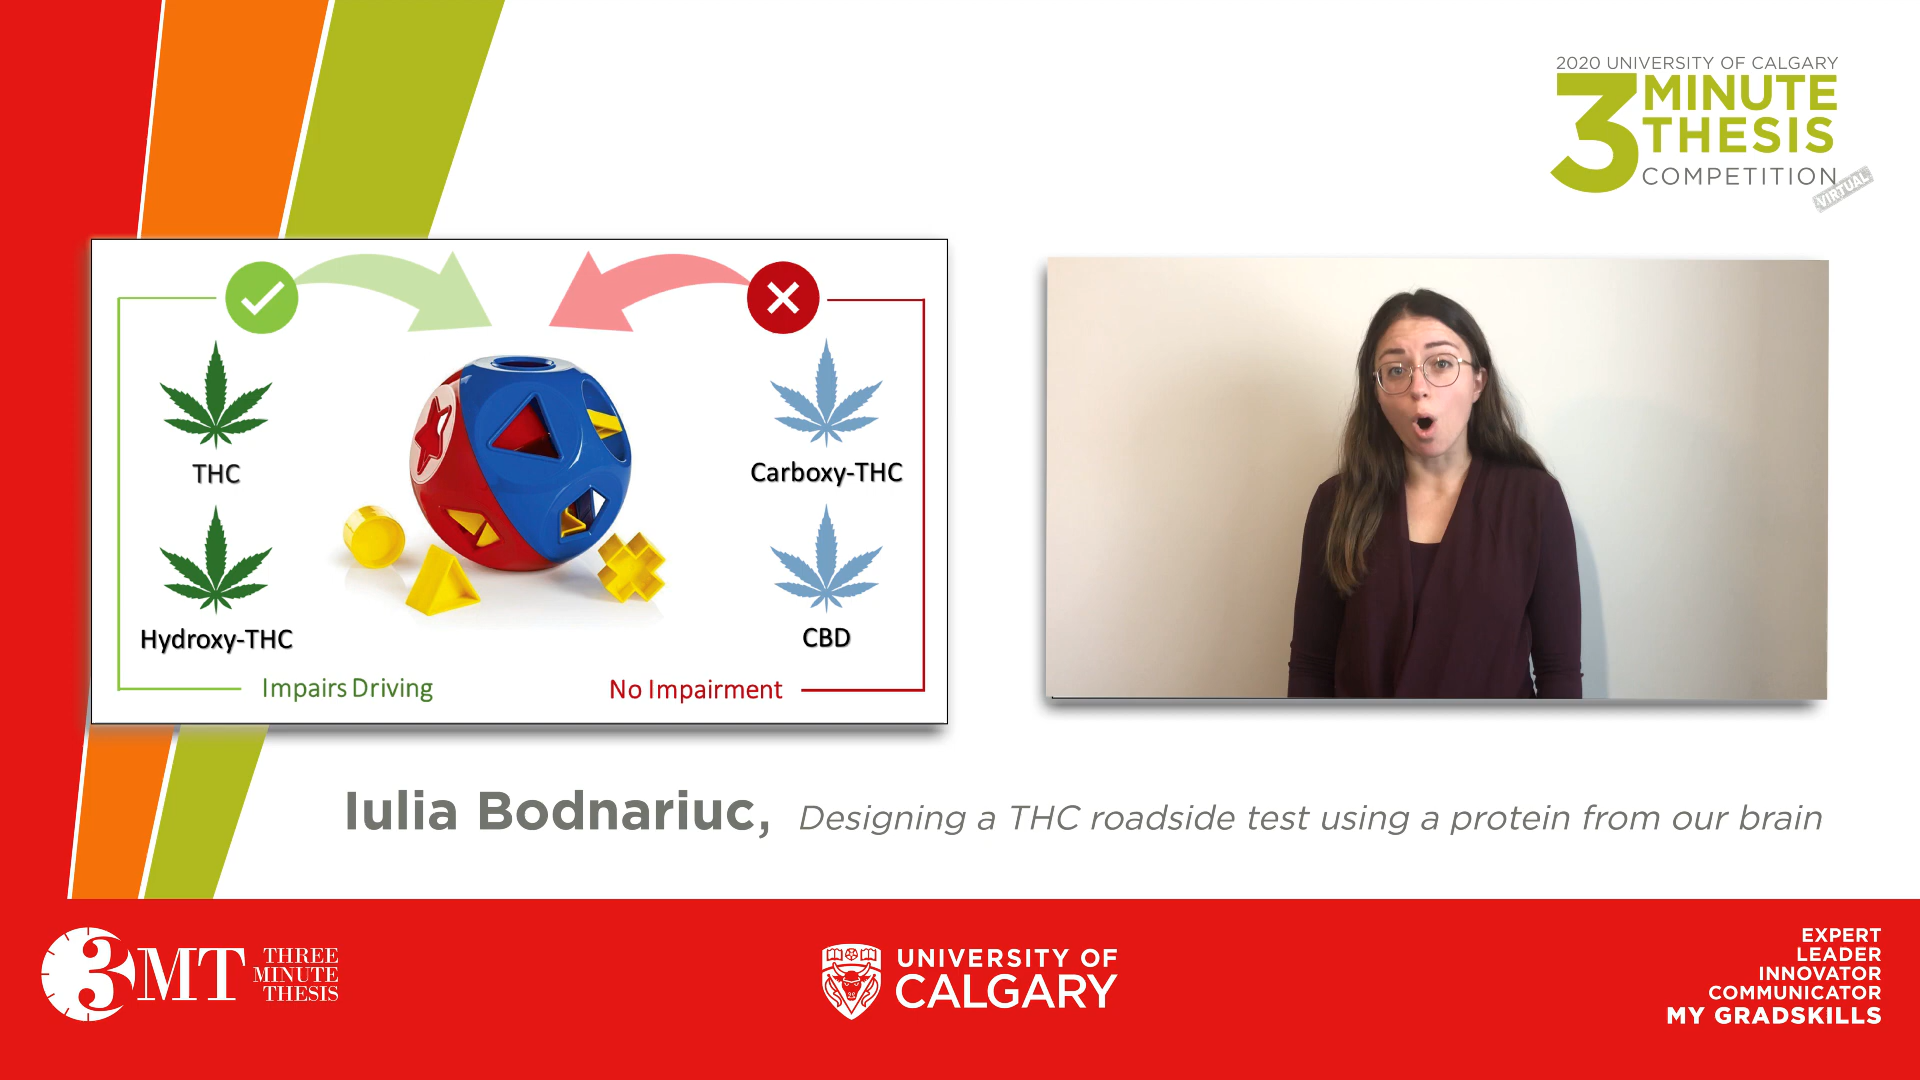 2020 UNIVERSITY OF CALGARY
3 MINUTE
THESIS
COMPETITION
VIRTUAL
THC
Hydroxy-THC
Impairs Driving
Carboxy-THC
CBD
No Impairment
Iulia Bodnariuc, Designing a THC roadside test using a protein from our brain
3MT THREE
MINUTE
THESIS
UNIVERSITY OF
CALGARY
EXPERT
LEADER
INNOVATOR
COMMUNICATOR
MY GRADSKILLS